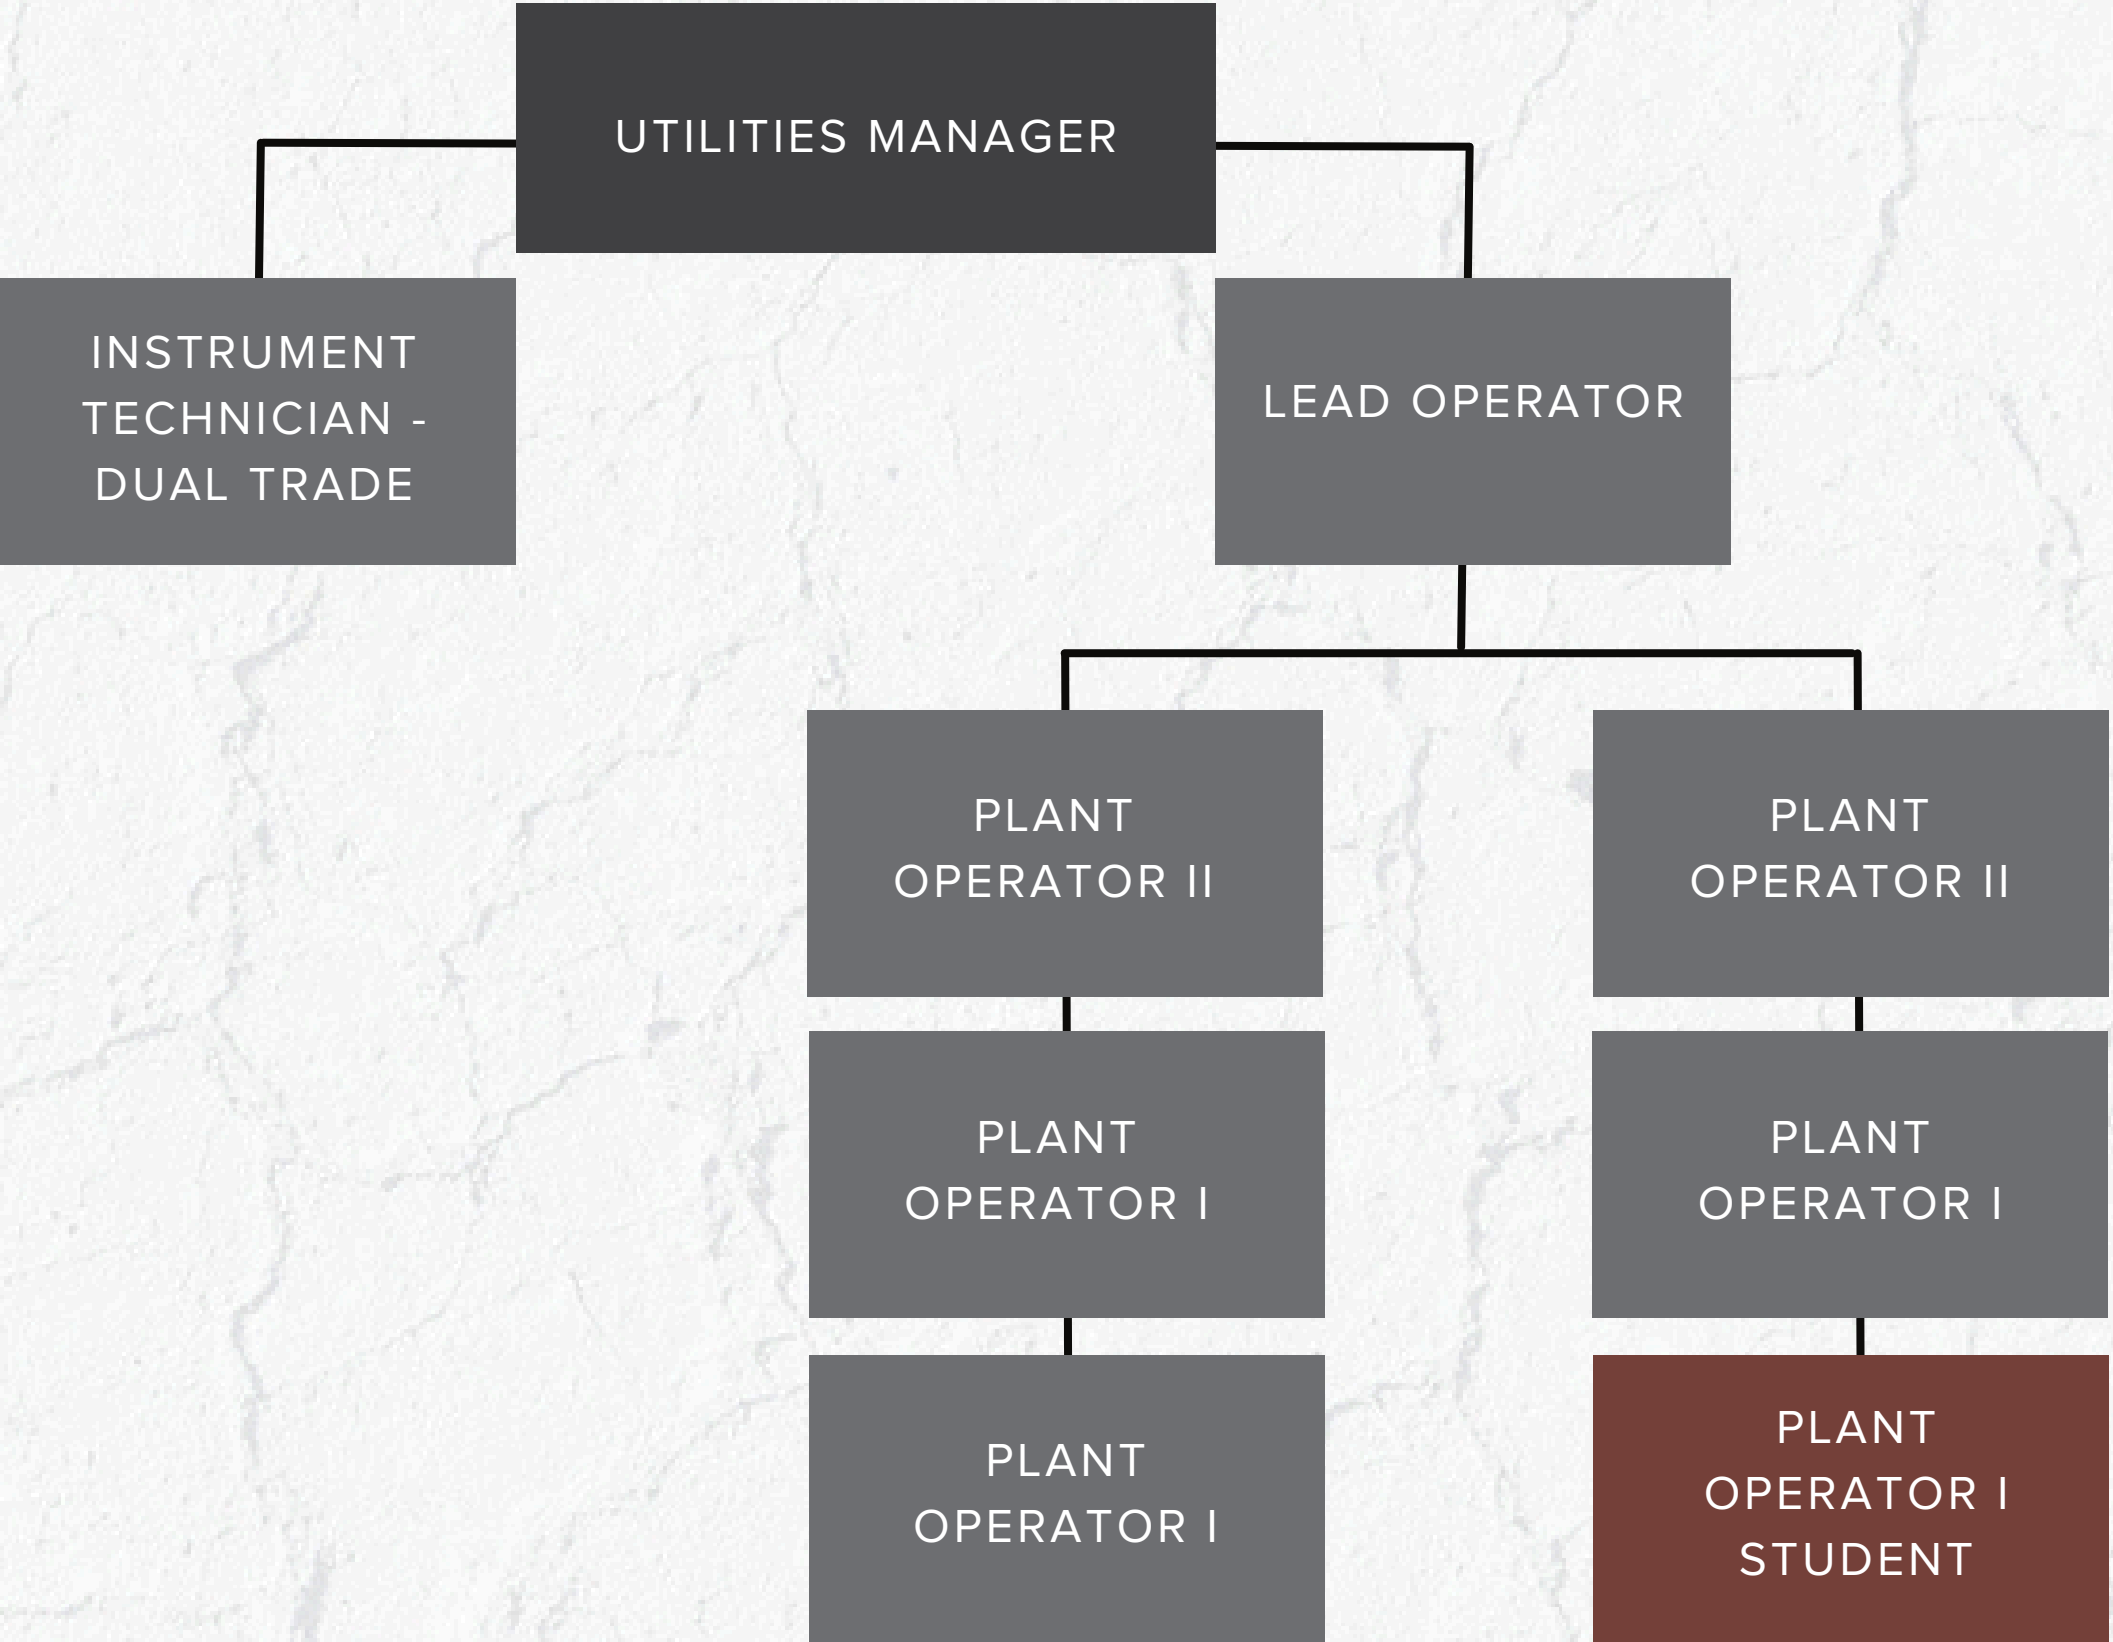 UTILITIES MANAGER
INSTRUMENT
TECHNICIAN -
DUAL TRADE
LEAD OPERATOR
PLANT
OPERATOR II
PLANT
OPERATOR II
PLANT
OPERATOR I
PLANT
OPERATOR I
PLANT
OPERATOR I
PLANT
OPERATOR I
STUDENT